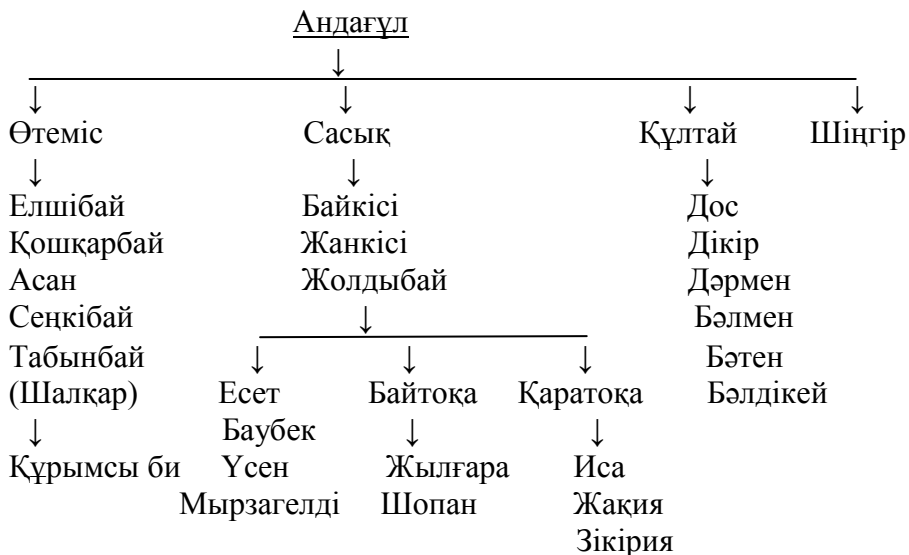 Андағұл
Өтеміс Сасық Құлтай Шіңгір
Елшібай Байкісі Дос
Қошқарбай Жанкісі Дікір
Асан Жолдыбай Дәрмен
Сеңкібай Бәлмен
Табынбай Бәтен
(Шалқар) Есет Байтоқа Қаратоқа Бәлдікей
Баубек
Құрымсы би Үсен Жылғара Иса
Мырзагелді Шопан Жақия
Зікірия